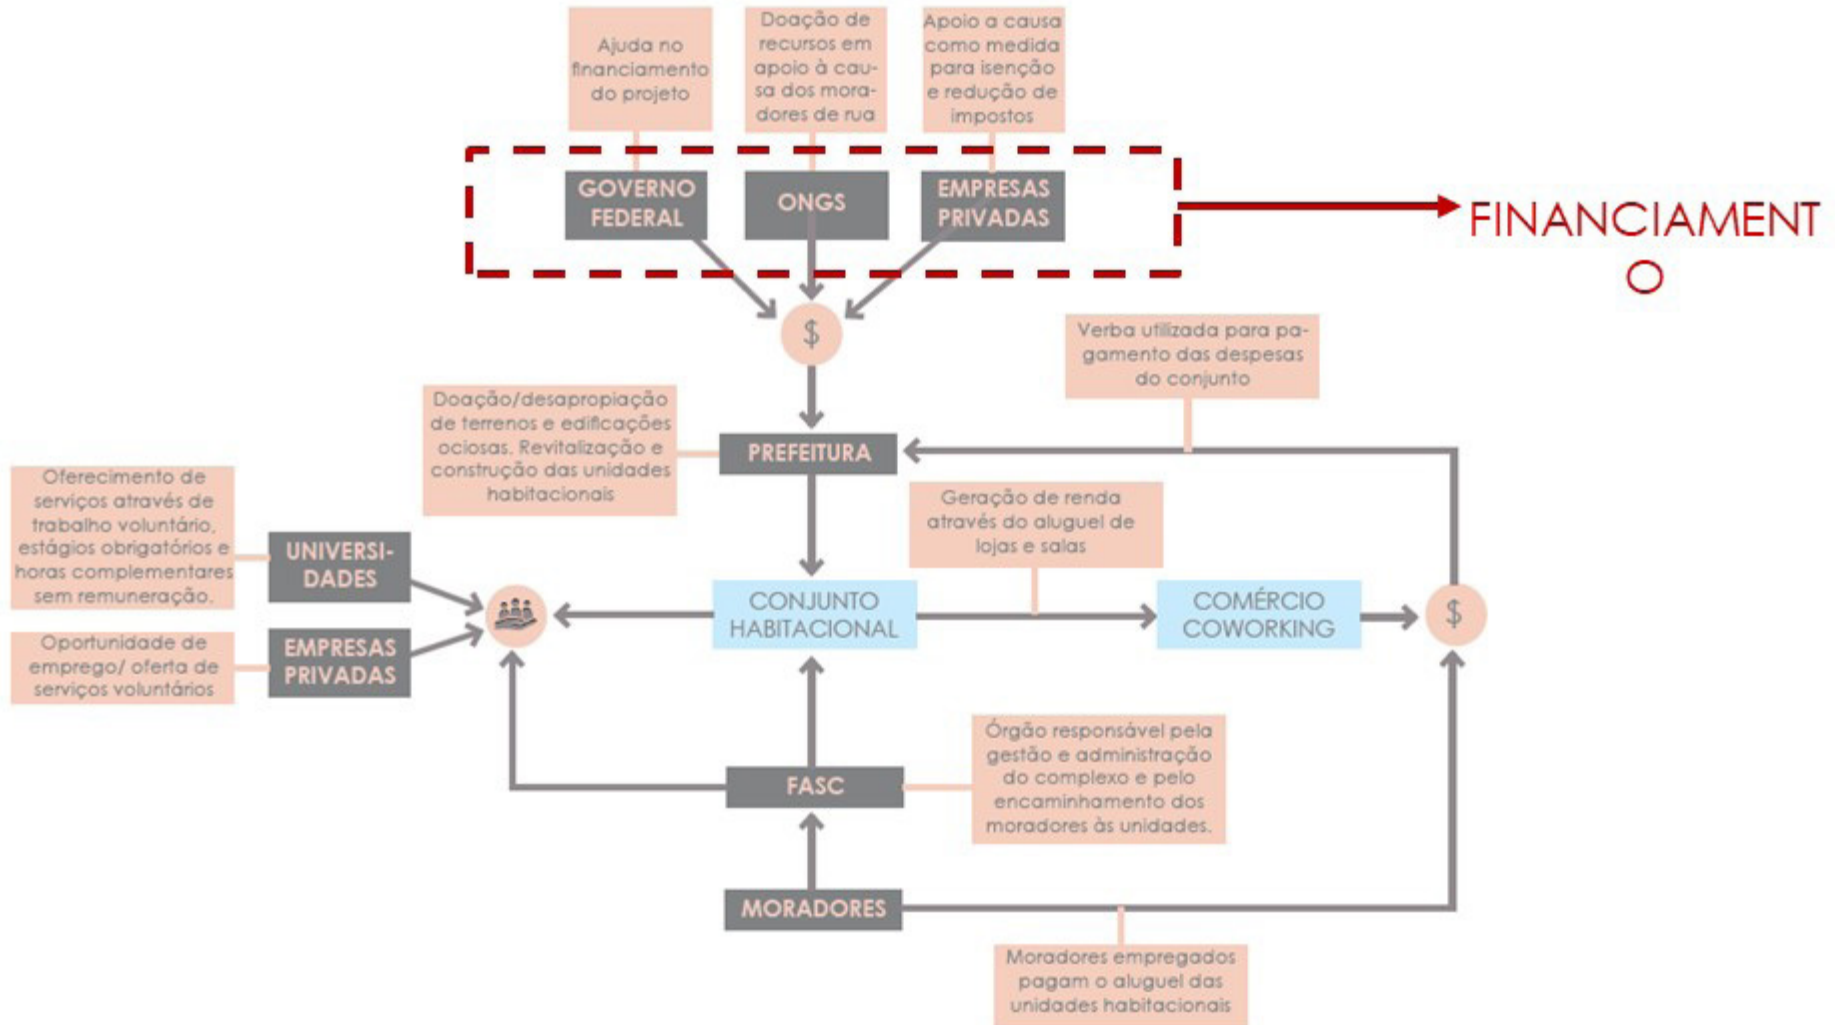 Ajuda no
financiamento
do projeto
Doação de
recursos em
apoio à cau-
sa dos mora-
dores de rua
Apoio a causa
como medida
para isenção
e redução de
impostos
GOVERNO
FEDERAL
ONGS
EMPRESAS
PRIVADAS
FINANCIAMENT
O
$
Verba utilizada para pa-
gamento das despesas
do conjunto
Doação/desapropiação
de terrenos e edificações
ociosas. Revitalização e
construção das unidades
habitacionais
PREFEITURA
Oferecimento de
serviços através de
trabalho voluntário,
estágios obrigatórios e
horas complementares
sem remuneração.
UNIVERSI-
DADES
Geração de renda
através do aluguel de
lojas e salas
CONJUNTO
HABITACIONAL
COMÉRCIO
COWORKING
$
Oportunidade de
emprego/ oferta de
serviços voluntários
EMPRESAS
PRIVADAS
FASC
Órgão responsável pela
gestão e administração
do complexo e pelo
encaminhamento dos
moradores às unidades.
MORADORES
Moradores empregados
pagam o aluguel das
unidades habitacionais